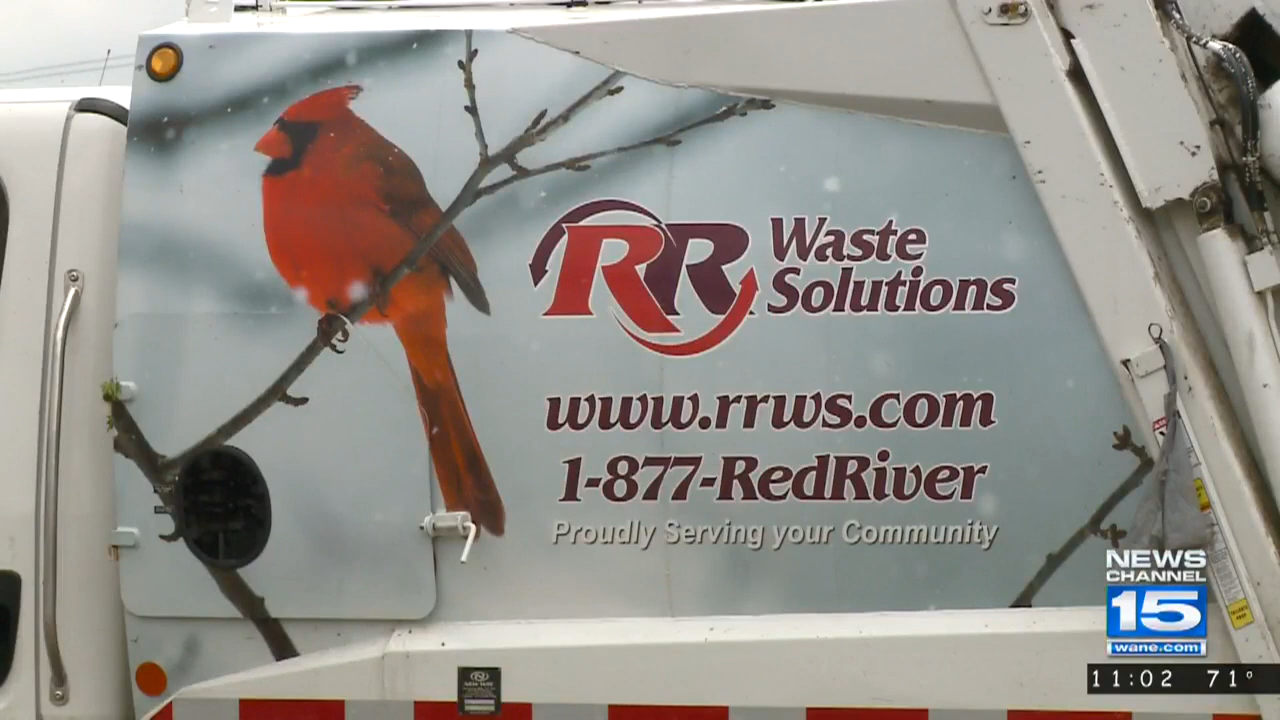 RR Waste
Solutions
www.rrws.com
1-877-RedRiver
Proudly Serving your Community
NEWS
CHANNEL
15
wane.com
11:02 71°